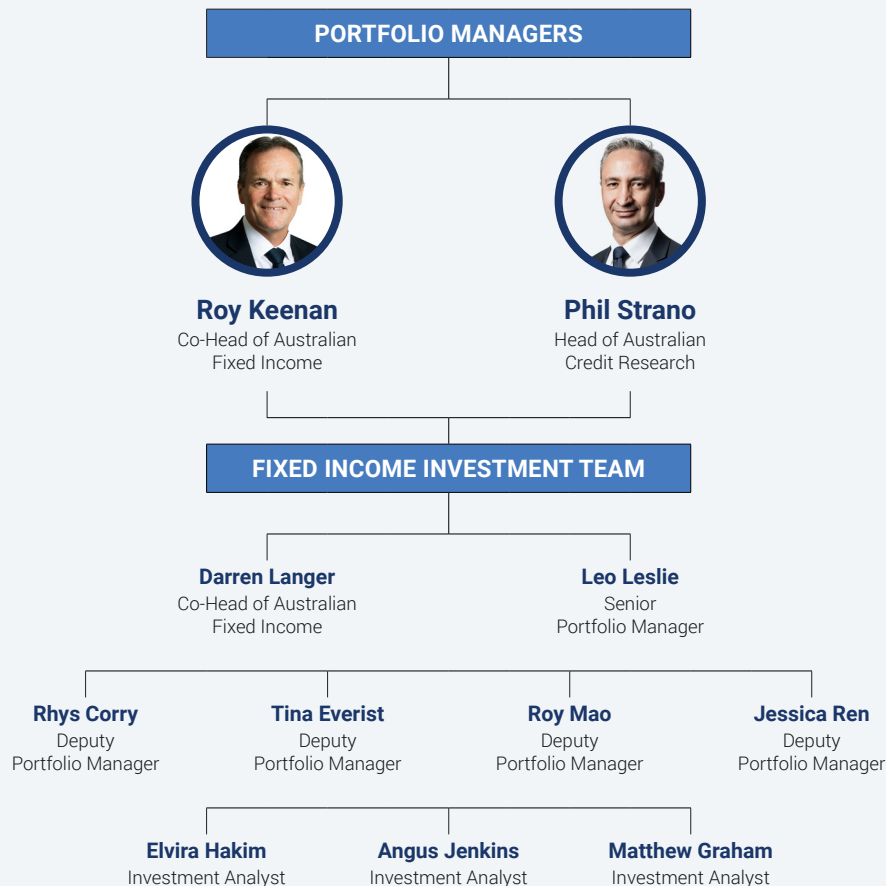 PORTFOLIO MANAGERS
Roy Keenan
Co-Head of Australian
Fixed Income
Phil Strano
Head of Australian
Credit Research
FIXED INCOME INVESTMENT TEAM
Darren Langer
Co-Head of Australian
Fixed Income
Leo Leslie
Senior
Portfolio Manager
Rhys Corry
Deputy
Portfolio Manager
Tina Everist
Deputy
Portfolio Manager
Roy Mao
Deputy
Portfolio Manager
Jessica Ren
Deputy
Portfolio Manager
Elvira Hakim
Investment Analyst
Angus Jenkins
Investment Analyst
Matthew Graham
Investment Analyst